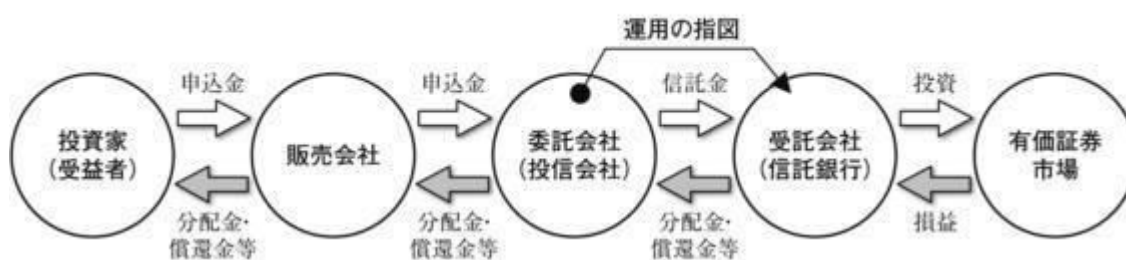 運用の指図
申込金
申込金
信託金
投資
投資家
(受益者)
販売会社
委託会社
(投信会社)
受託会社
(信託銀行)
有価証券
市場
分配金・
償還金等
分配金・
償還金等
分配金・
償還金等
損益